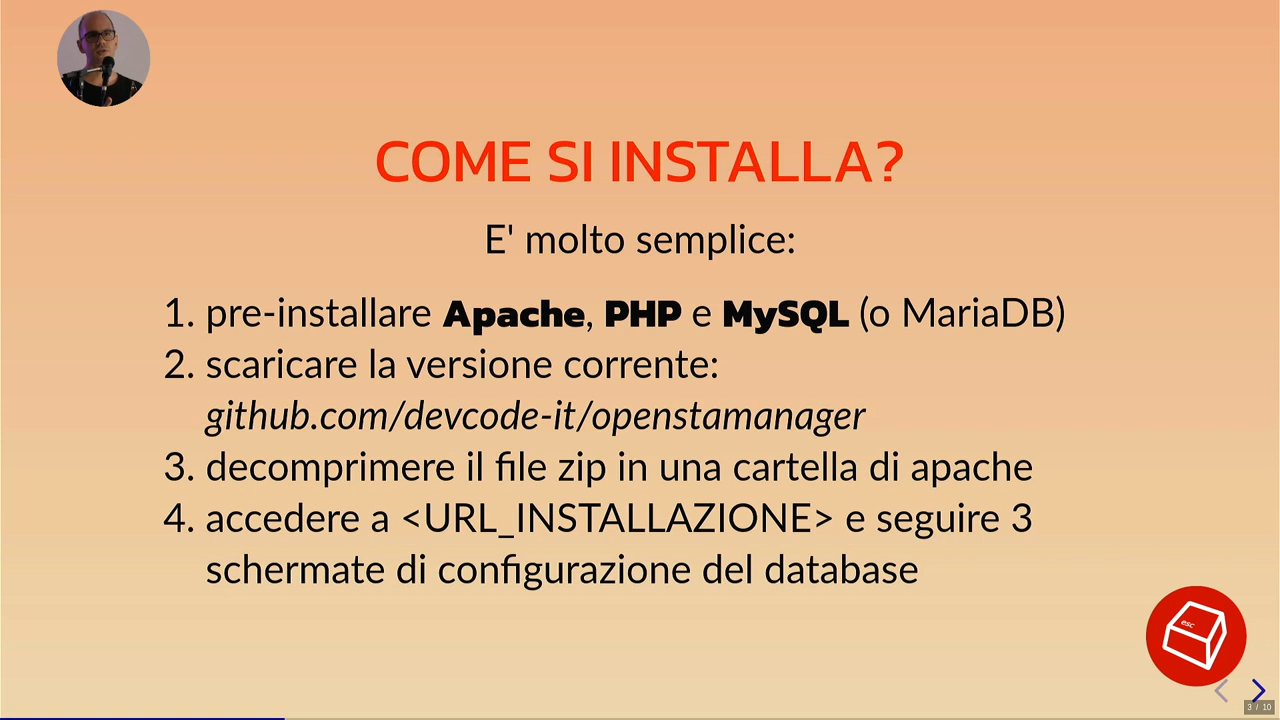 COME SI INSTALLA?
E' molto semplice:
1. pre-installare Apache, PHP e MySQL (o MariaDB)
2. scaricare la versione corrente:
github.com/devcode-it/openstamanager
3. decomprimere il file zip in una cartella di apache
4. accedere a <URL_INSTALLAZIONE> e seguire 3
schermate di configurazione del database
esc
3 / 10